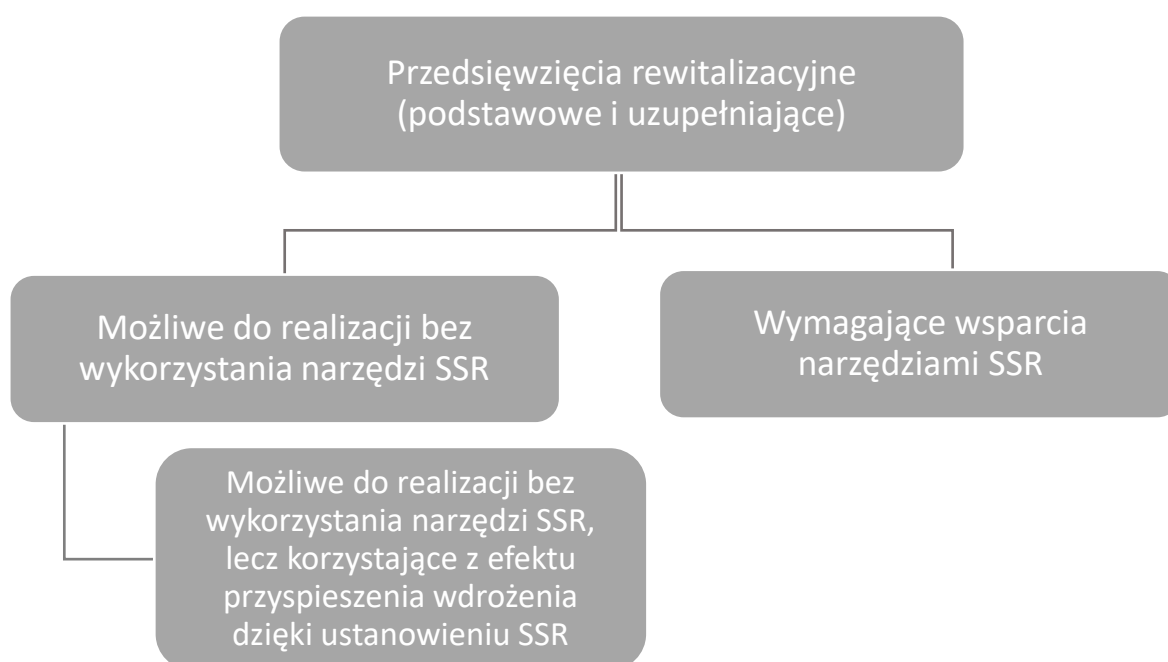 Przedsięwzięcia rewitalizacyjne
(podstawowe i uzupełniające)
Możliwe do realizacji bez
wykorzystania narzędzi SSR
Wymagające wsparcia
narzędziami SSR
Możliwe do realizacji bez
wykorzystania narzędzi SSR,
lecz korzystające z efektu
przyspieszenia wdrożenia
dzięki ustanowieniu SSR